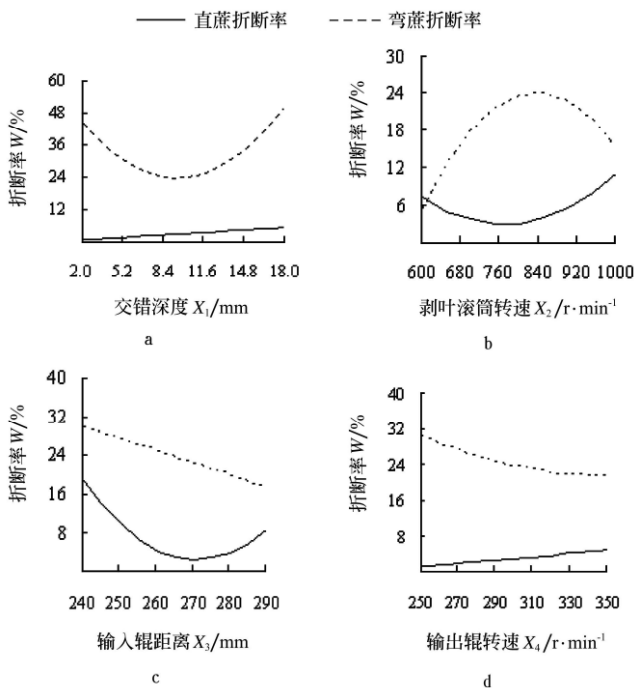 直蔗折断率 弯蔗折断率
折断率 W/%
60
48
36
24
12
2.0 5.2 8.4 11.6 14.8 18.0
交错深度 X₁/mm
a
折断率 W/%
30
24
18
12
6
600 680 760 840 920 1000
剥叶滚筒转速 X₂/r·min⁻¹
b
折断率 W/%
40
32
24
16
8
240 250 260 270 280 290
输入辊距离 X₃/mm
c
折断率 W/%
40
32
24
16
8
250 270 290 310 330 350
输出辊转速 X₄/r·min⁻¹
d